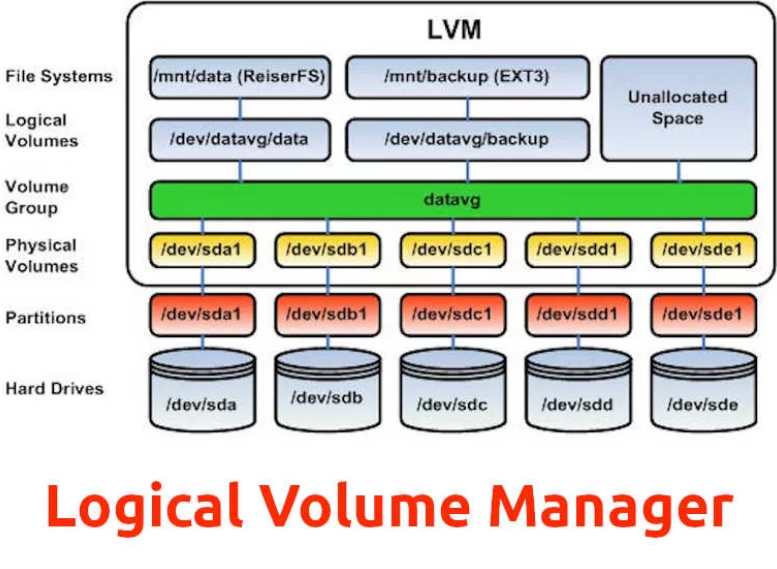 LVM
File Systems
/mnt/data (ReiserFS)
/mnt/backup (EXT3)
Unallocated
Space
Logical
Volumes
/dev/datavg/data
/dev/datavg/backup
Volume
Group
datavg
Physical
Volumes
/dev/sda1
/dev/sdb1
/dev/sdc1
/dev/sdd1
/dev/sde1
Partitions
/dev/sda1
/dev/sdb1
/dev/sdc1
/dev/sdd1
/dev/sde1
Hard Drives
/dev/sda
/dev/sdb
/dev/sdc
/dev/sdd
/dev/sde
Logical Volume Manager